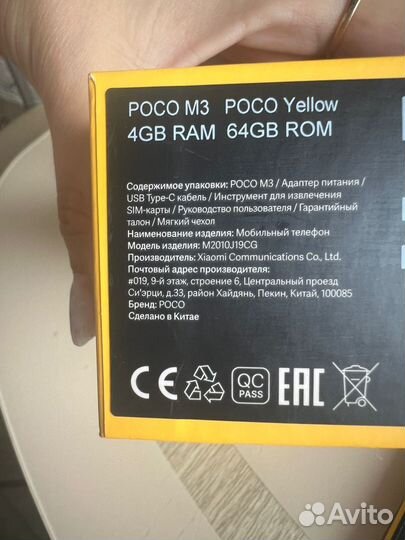 POCO M3 POCO Yellow
4GB RAM 64GB ROM
Содержимое упаковки: POCO M3 / Адаптер питания /
USB Type-C кабель / Инструмент для извлечения
SIM-карты / Руководство пользователя / Гарантийный
талон / Мягкий чехол
Наименование изделия: Мобильный телефон
Модель изделия: M2010J19CG
Производитель: Xiaomi Communications Co., Ltd.
Почтовый адрес производителя:
#019, 9-й этаж, строение 6, Центральный проезд
Си'эрци, д.33, район Хайдянь, Пекин, Китай, 100085
Бренд: POCO
Сделано в Китае
CE
QC
PASS
EAC
Avito